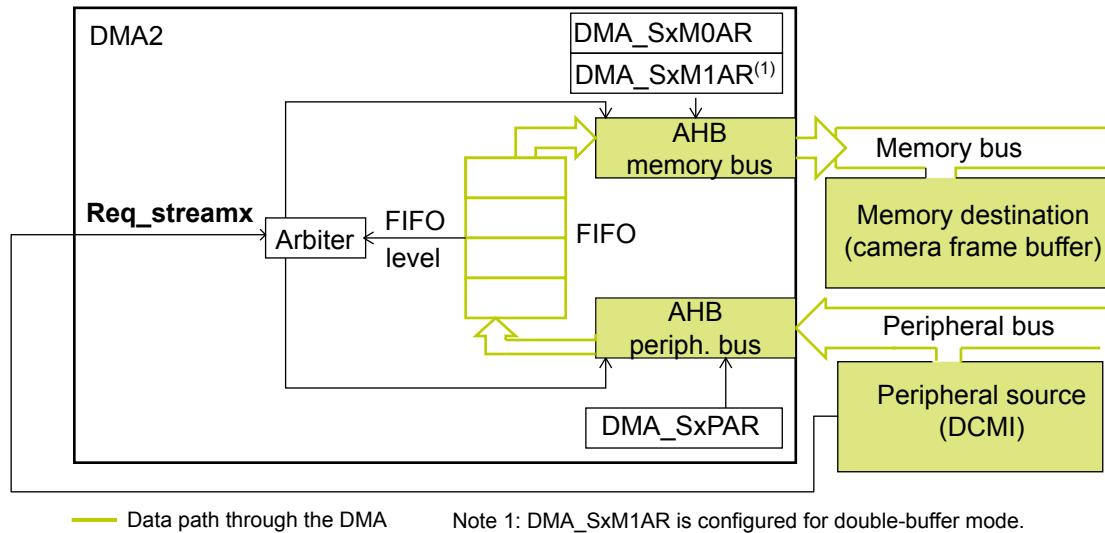 DMA2
DMA_SxM0AR
DMA_SxM1AR(1)
AHB
memory bus
Memory bus
Req_streamx
Arbiter
FIFO
level
FIFO
Memory destination
(camera frame buffer)
AHB
periph. bus
Peripheral bus
DMA_SxPAR
Peripheral source
(DCMI)
Data path through the DMA
Note 1: DMA_SxM1AR is configured for double-buffer mode.